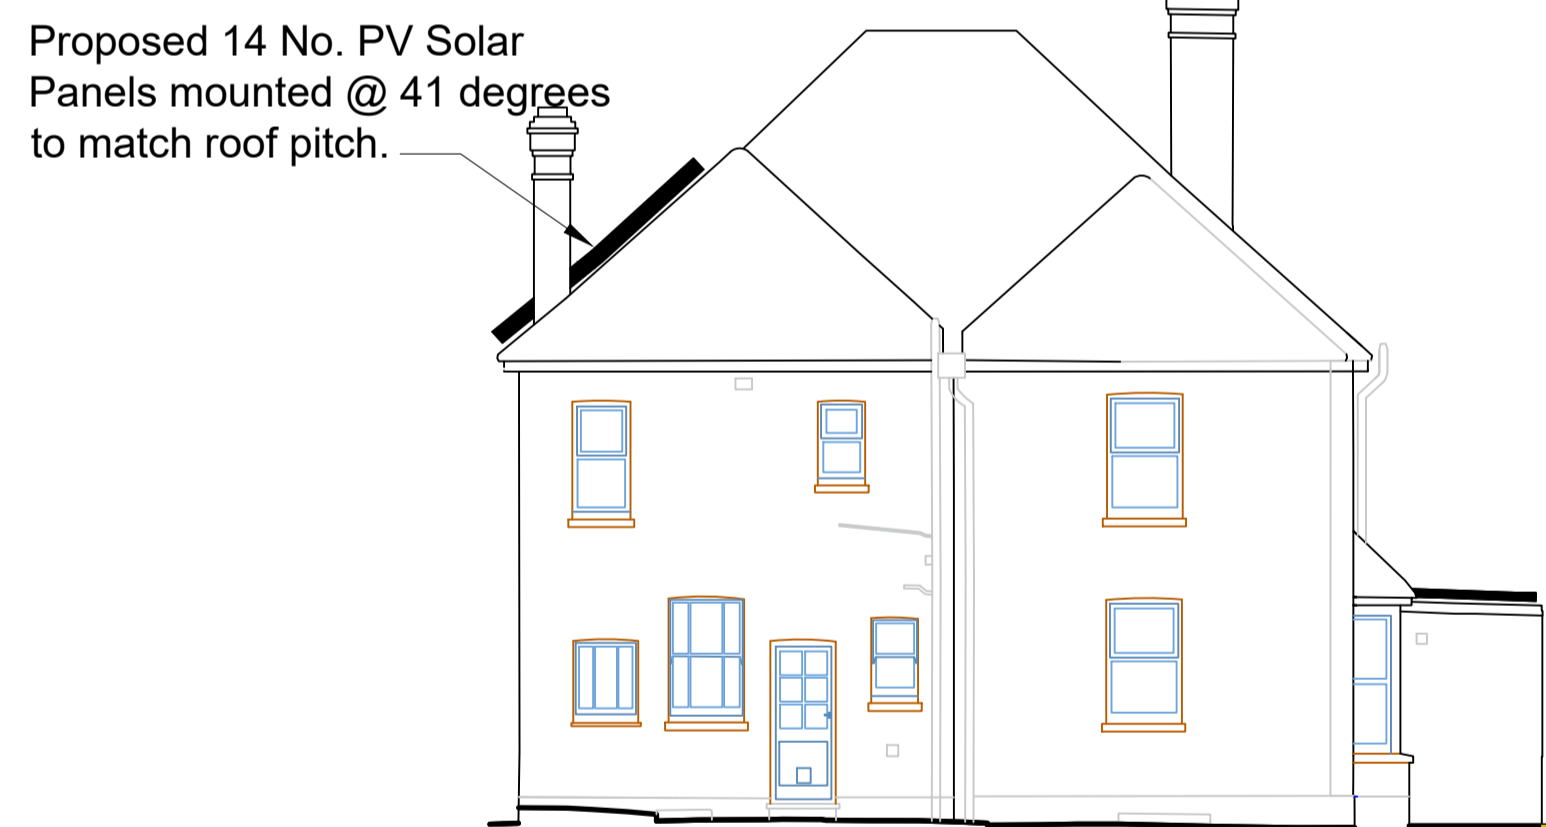 Proposed 14 No. PV Solar
Panels mounted @ 41 degrees
to match roof pitch.